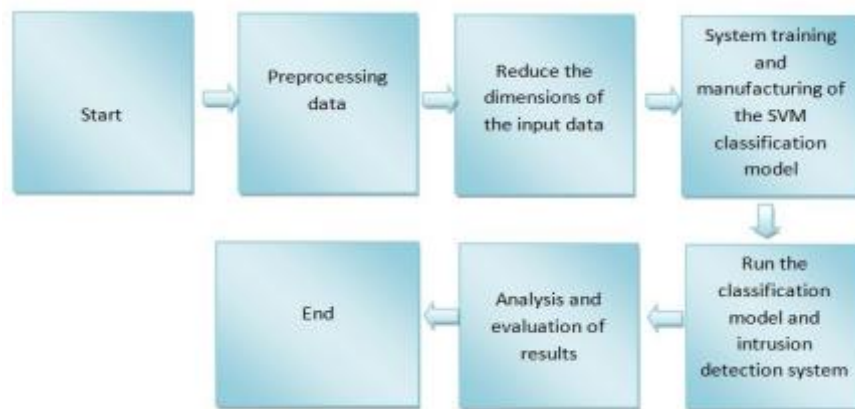 Start
Preprocessing
data
Reduce the
dimensions of
the input data
System training
and
manufacturing of
the SVM
classification
model
Run the
classification
model and
intrusion
detection system
Analysis and
evaluation of
results
End